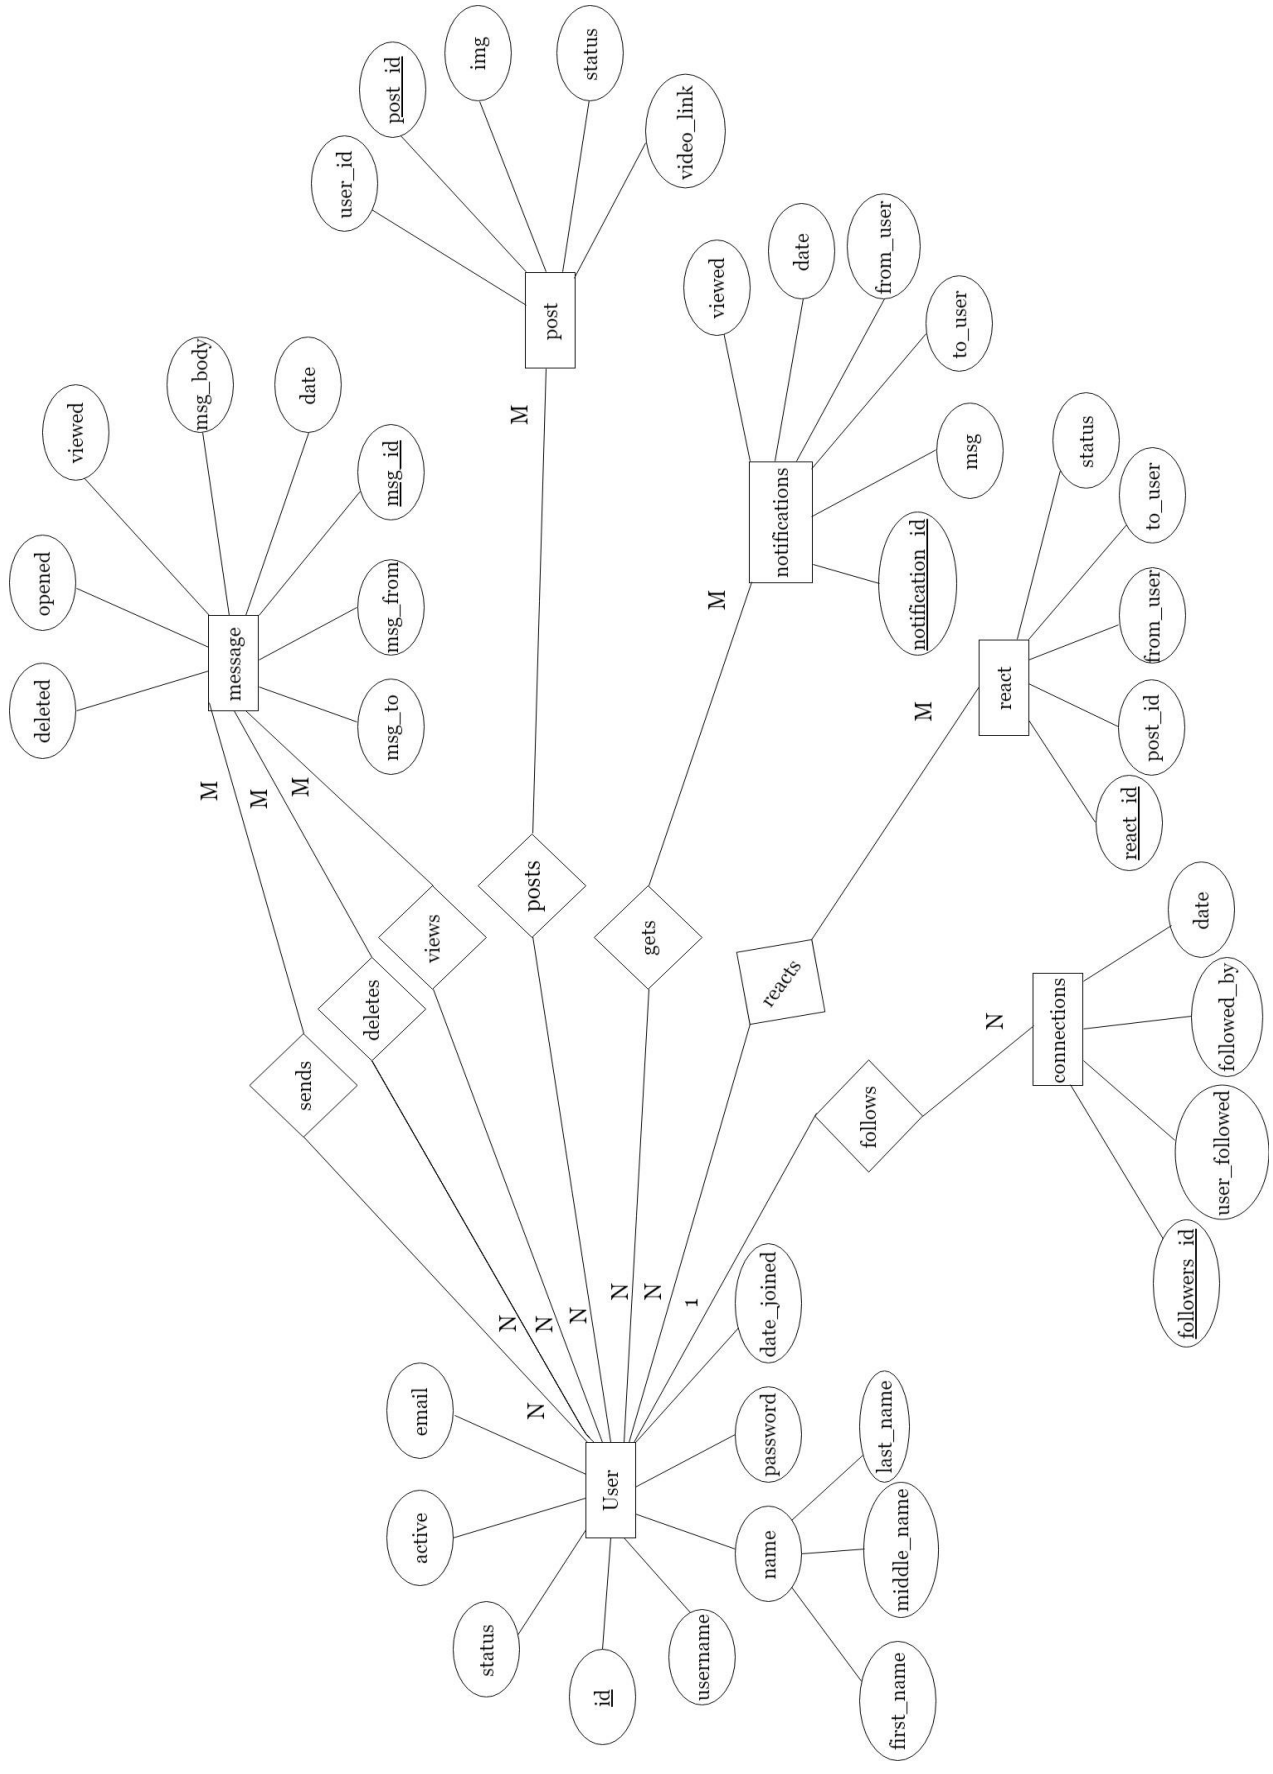 deleted
opened
viewed
msg_body
M
message
M
M
sends
date
user_id
deletes
msg_to
msg_from
msg_id
post_id
active
email
views
img
status
N
M
posts
N
N
post
N
status
id
User
N
gets
N
video_link
1
username
M
viewed
name
password
date_joined
reacts
notifications
date
follows
from_user
first_name
middle_name
last_name
notification_id
M
to_user
msg
N
react
connections
status
react_id
post_id
from_user
to_user
followers_id
user_followed
followed_by
date